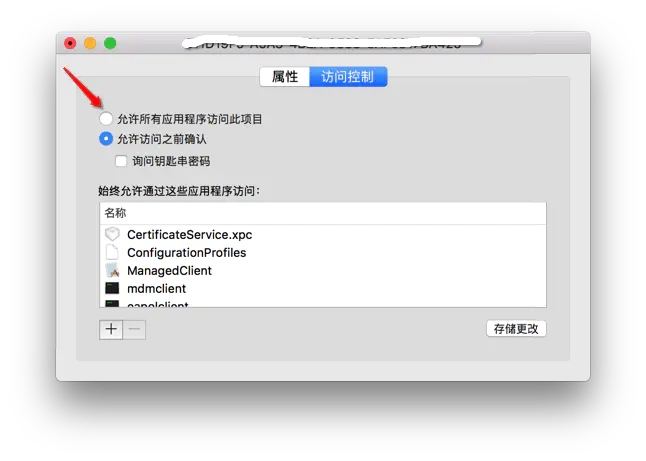 属性 访问控制
允许所有应用程序访问此项目
允许访问之前确认
询问钥匙串密码
始终允许通过这些应用程序访问:
名称
CertificateService.xpc
ConfigurationProfiles
ManagedClient
mdmclient
eapolclient
存储更改